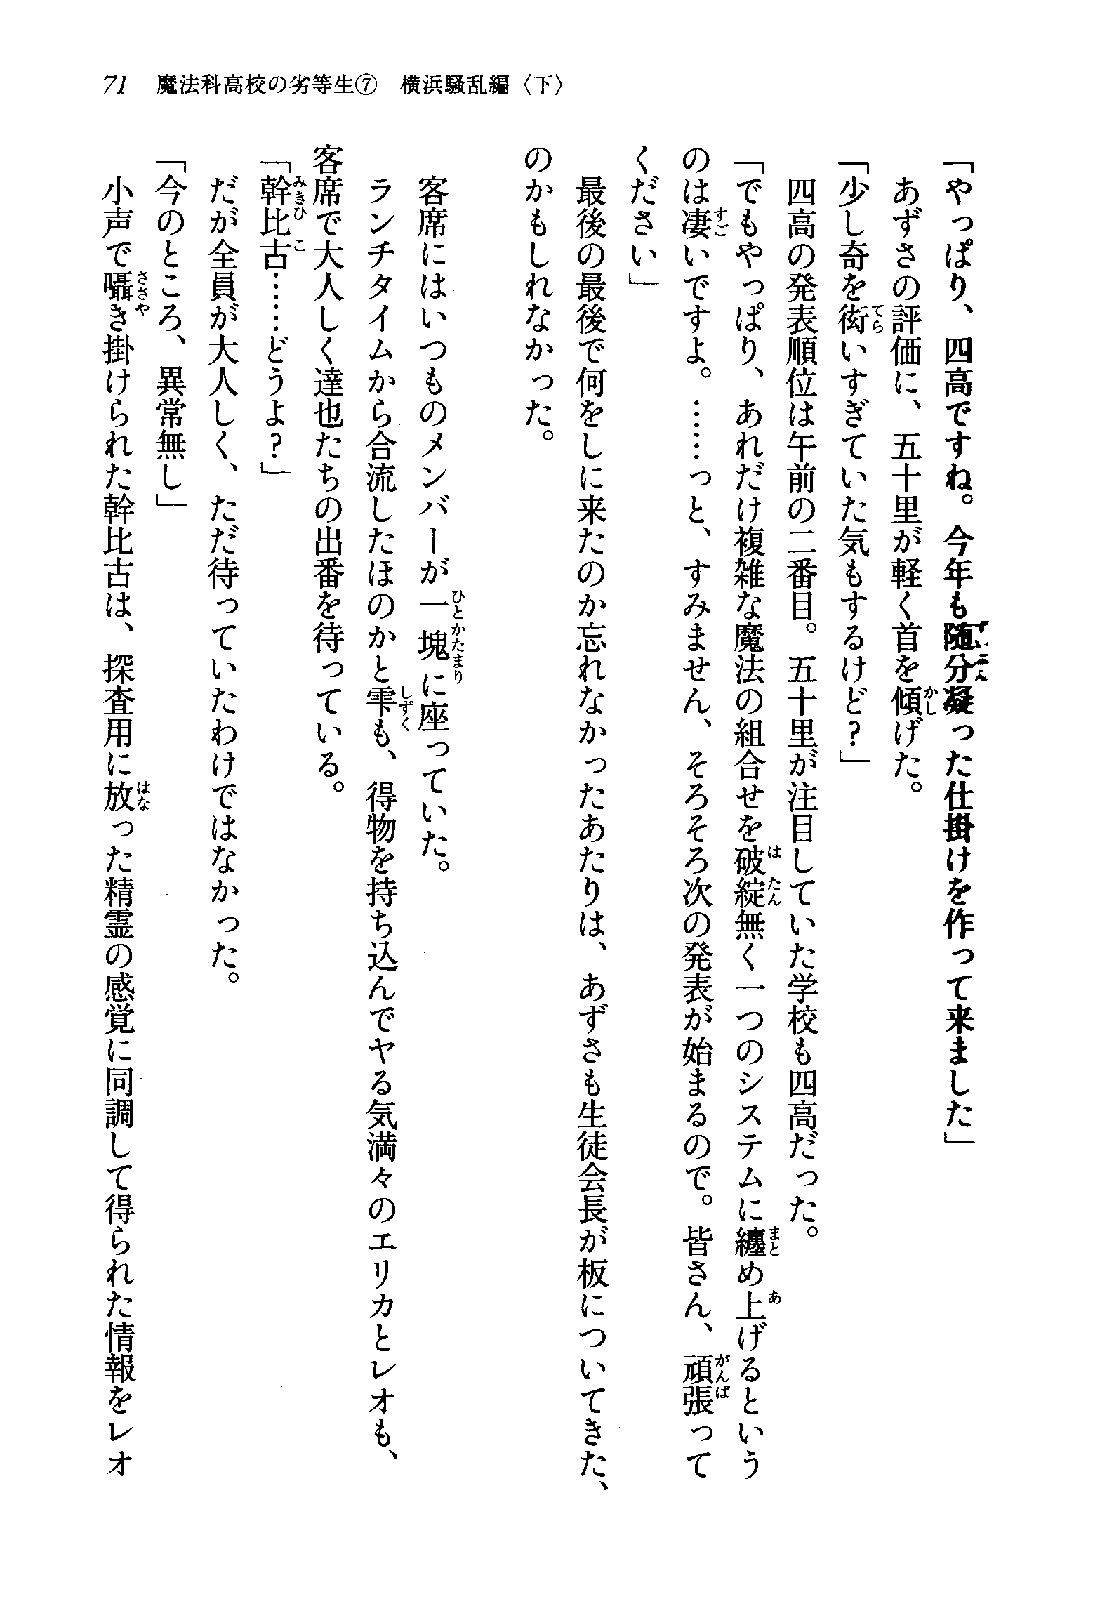 71　魔法科高校の劣等生⑦　横浜騒乱編〈下〉
「やっぱり、四高ですね。今年も随分凝った仕掛けを作って来ました」
あずさの評価に、五十里が軽く首を傾げた。
「少し奇を衒いすぎていた気もするけど？」
四高の発表順位は午前の二番目。五十里が注目していた学校も四高だった。
「でもやっぱり、あれだけ複雑な魔法の組合せを破綻無く一つのシステムに纏め上げるという
のは凄いですよ。……っと、すみません、そろそろ次の発表が始まるので。皆さん、頑張って
ください」
最後の最後で何をしに来たのか忘れなかったあたりは、あずさも生徒会長が板についてきた、
のかもしれなかった。
客席にはいつものメンバーが一塊に座っていた。
ランチタイムから合流したほのかと雫も、得物を持ち込んでヤる気満々のエリカとレオも、
客席で大人しく達也たちの出番を待っている。
「幹比古……どうよ？」
だが全員が大人しく、ただ待っていたわけではなかった。
「今のところ、異常無し」
小声で囁き掛けられた幹比古は、探査用に放った精霊の感覚に同調して得られた情報をレオ